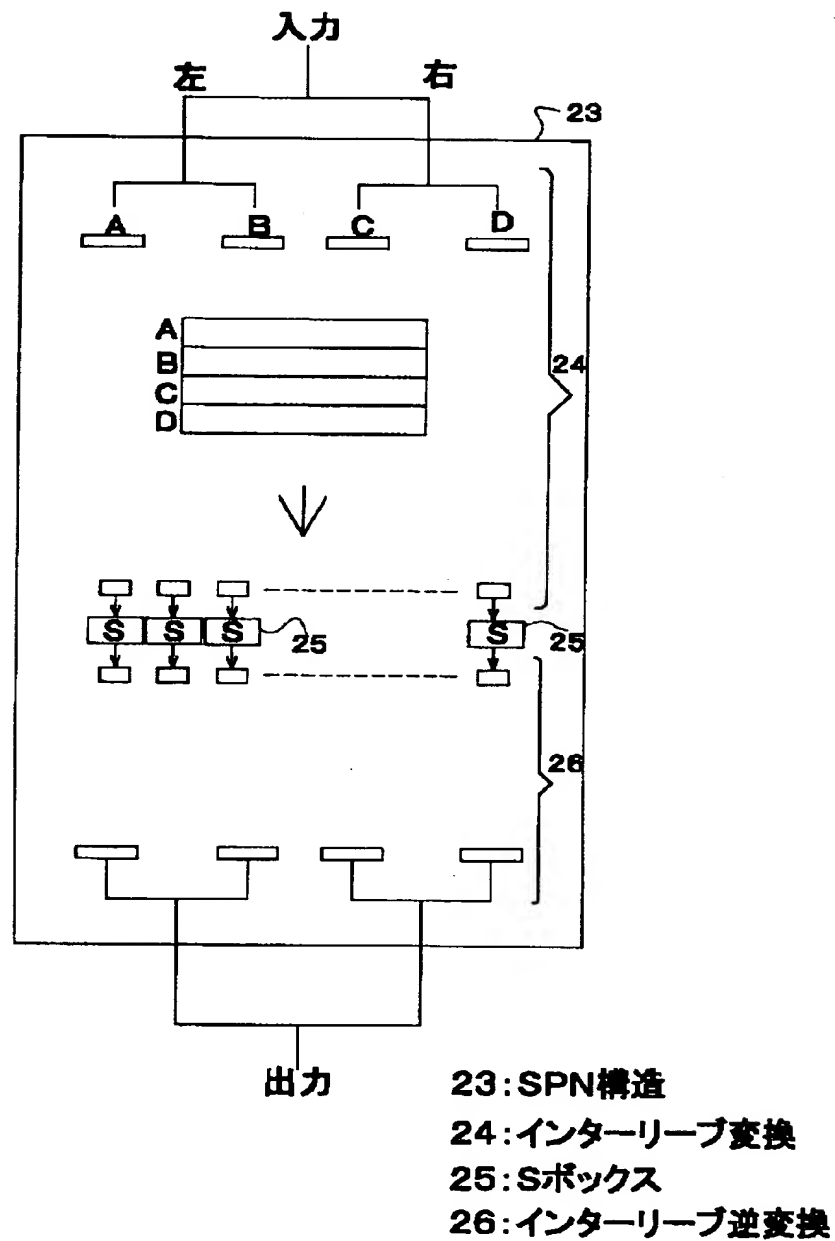 入力
左 右
23
A B C D
A
B
C
D
24
S S S 25 S 25
26
出力
23:SPN構造
24:インターリーブ変換
25:Sボックス
26:インターリーブ逆変換